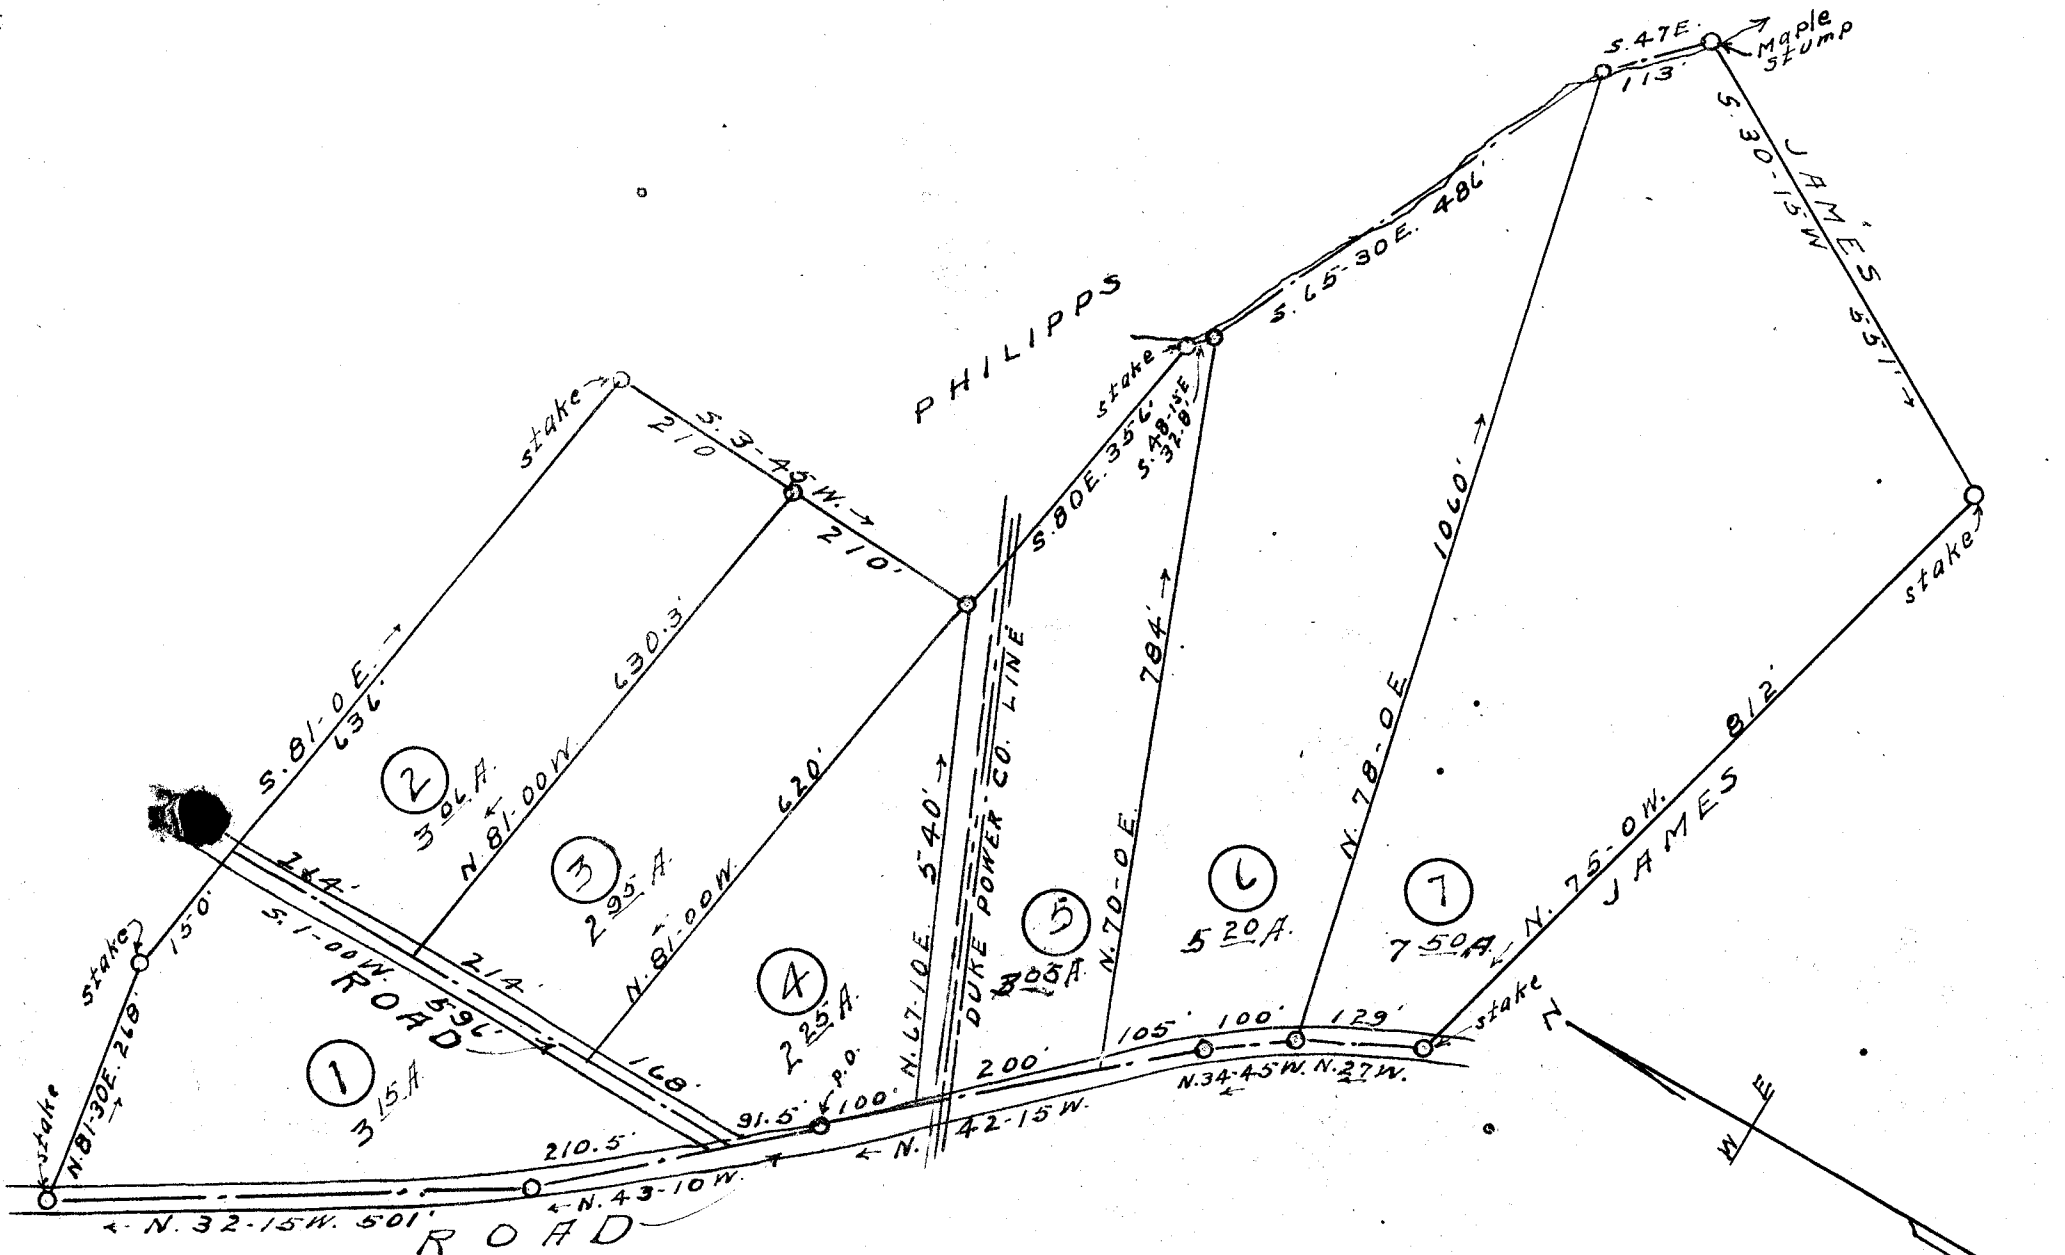 S. 47 E.
113'
Maple
stump
S. 30-15 W
551'
JAMES
486'
S. 65-30 E.
PHILIPPS
stake
S. 48-15 E
32.8'
S. 80 E. 356'
stake
S. 3-45 W.
210
210'
stake
1060'
N. 78-0 E
784'
N. 70-0 E.
812'
N. 75-0 W.
JAMES
stake
S. 81-0 E.
636'
630.3'
N. 81-00 W.
620'
N. 81-00 W.
540'
N. 67-10 E.
DUKE POWER CO. LINE
2
3 06 A.
3
2 95 A.
4
2 25 A.
5
3 05 A.
6
5 20 A.
7
7 50 A.
214'
S. 1-00 W. 596'
ROAD
168'
150'
stake
N. 81-30 E. 268'
stake
1
3 15 A
P.O.
91.5'
100'
200'
105'
100'
129'
210.5'
N. 34-45 W.
N. 27 W.
N. 42-15 W.
N. 43-10 W.
N. 32-15 W. 501'
ROAD
N
E
W